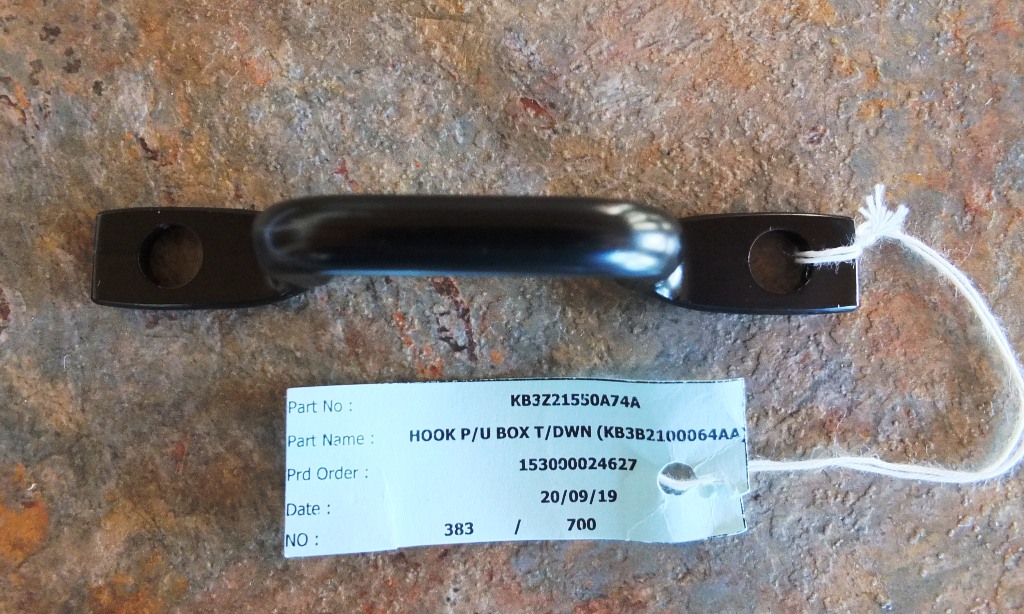 Part No : KB3Z21550A74A
Part Name : HOOK P/U BOX T/DWN (KB3B2100064AA
Prd Order : 153000024627
Date : 20/09/19
NO : 383 / 700